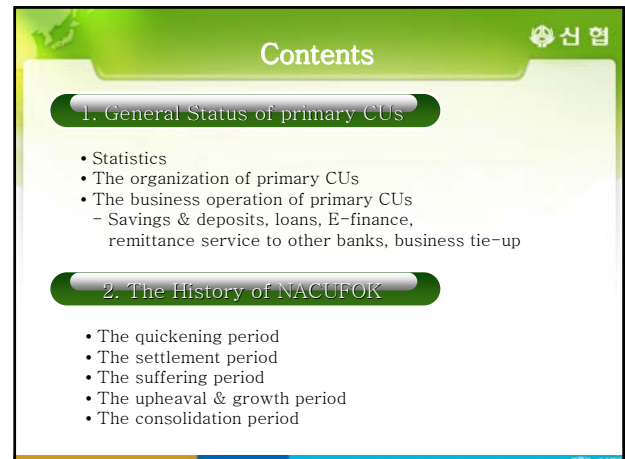 신협
Contents
1. General Status of primary CUs
• Statistics
• The organization of primary CUs
• The business operation of primary CUs
- Savings & deposits, loans, E-finance,
remittance service to other banks, business tie-up
2. The History of NACUFOK
• The quickening period
• The settlement period
• The suffering period
• The upheaval & growth period
• The consolidation period